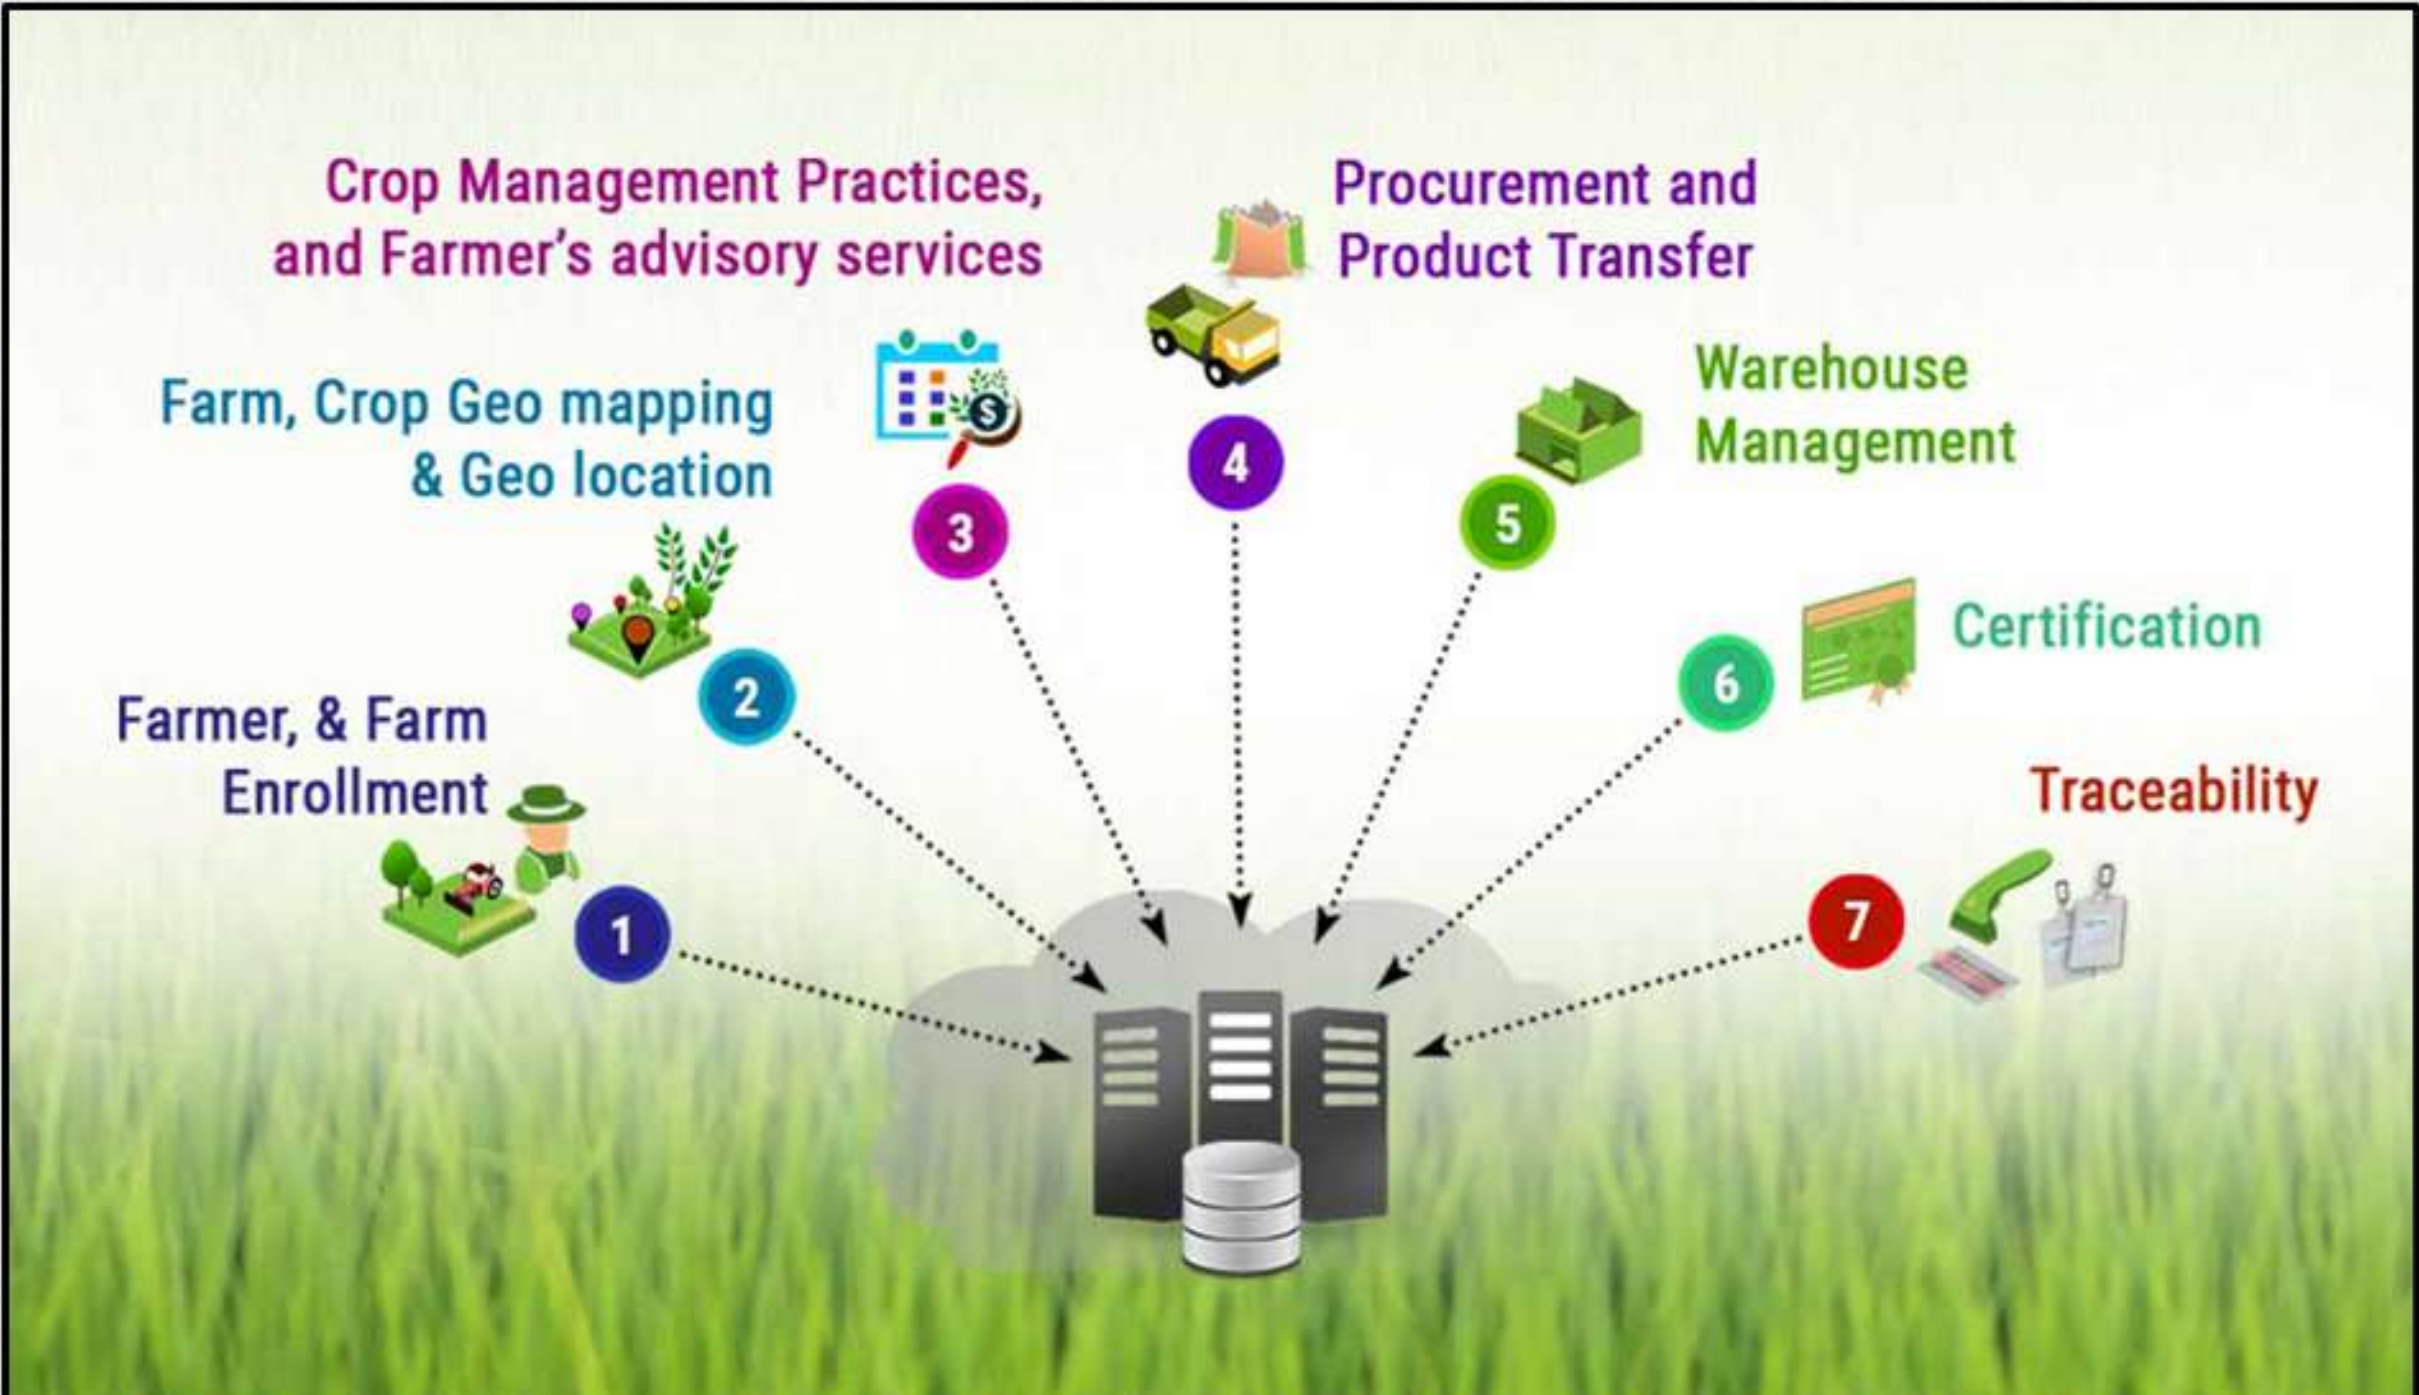 Farmer, & Farm
Enrollment
1
Farm, Crop Geo mapping
& Geo location
2
Crop Management Practices,
and Farmer's advisory services
3
Procurement and
Product Transfer
4
Warehouse
Management
5
Certification
6
Traceability
7
$